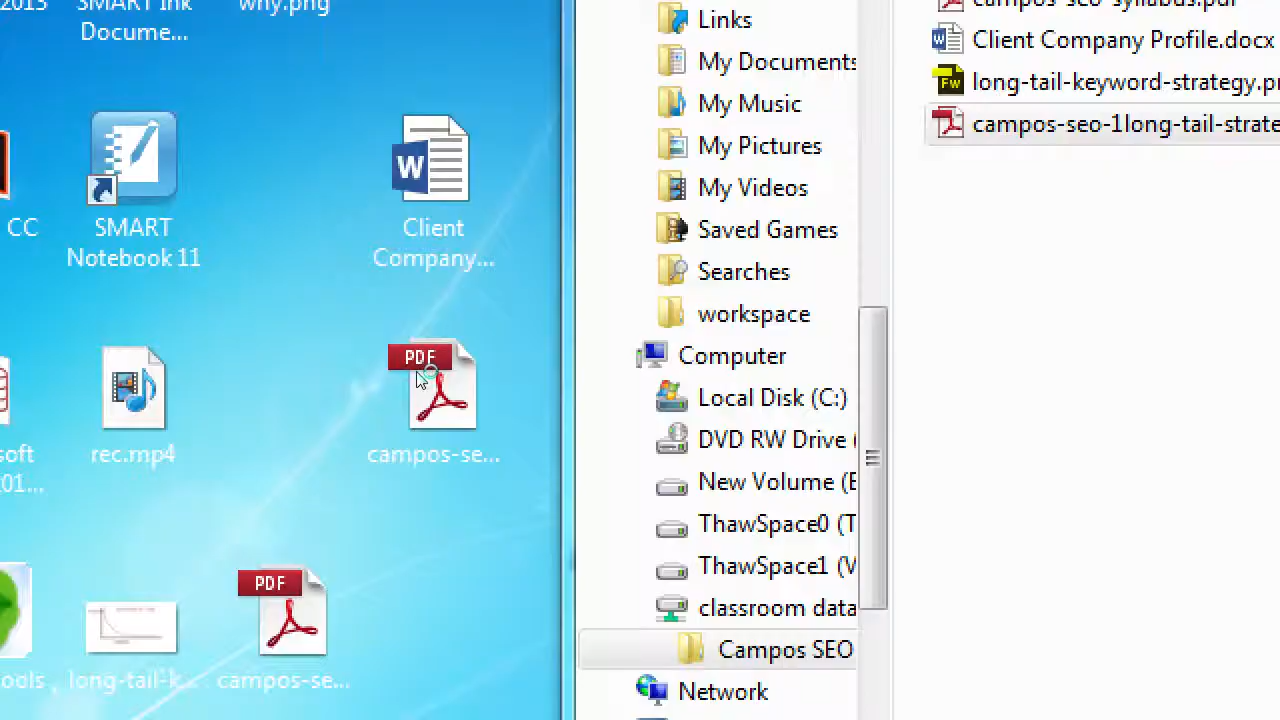 2013
SMART Ink
Docume...
why.png
CC
SMART
Notebook 11
W
Client
Company...
rec.mp4
PDF
campos-se...
soft
01...
ools
long-tail-k...
PDF
campos-se...
Links
My Documents
My Music
My Pictures
My Videos
Saved Games
Searches
workspace
Computer
Local Disk (C:)
DVD RW Drive (
New Volume (E
ThawSpace0 (T
ThawSpace1 (V
classroom data
Campos SEO
Network
campos-seo-syllabus.pdf
W
Client Company Profile.docx
Fw
long-tail-keyword-strategy.pn
campos-seo-1long-tail-strate